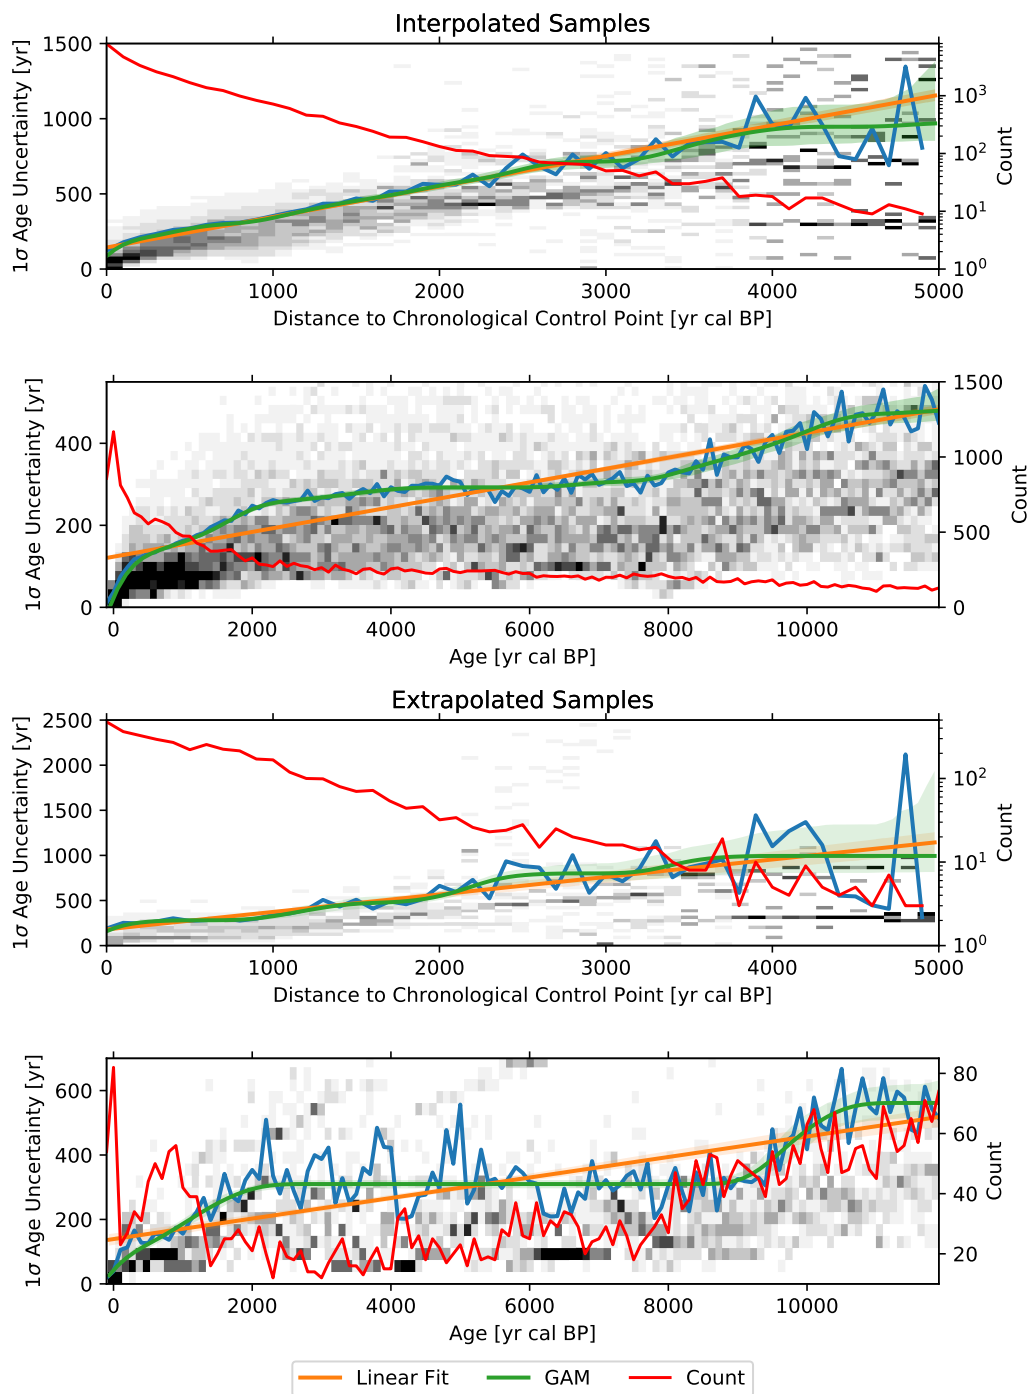 Interpolated Samples
1500
1000
500
0
1σ Age Uncertainty [yr]
10³
10²
10¹
10⁰
Count
0 1000 2000 3000 4000 5000
Distance to Chronological Control Point [yr cal BP]
400
200
0
1σ Age Uncertainty [yr]
1500
1000
500
0
Count
0 2000 4000 6000 8000 10000
Age [yr cal BP]
Extrapolated Samples
2500
2000
1500
1000
500
0
1σ Age Uncertainty [yr]
10²
10¹
10⁰
Count
0 1000 2000 3000 4000 5000
Distance to Chronological Control Point [yr cal BP]
600
400
200
0
1σ Age Uncertainty [yr]
80
60
40
20
Count
0 2000 4000 6000 8000 10000
Age [yr cal BP]
Linear Fit GAM Count